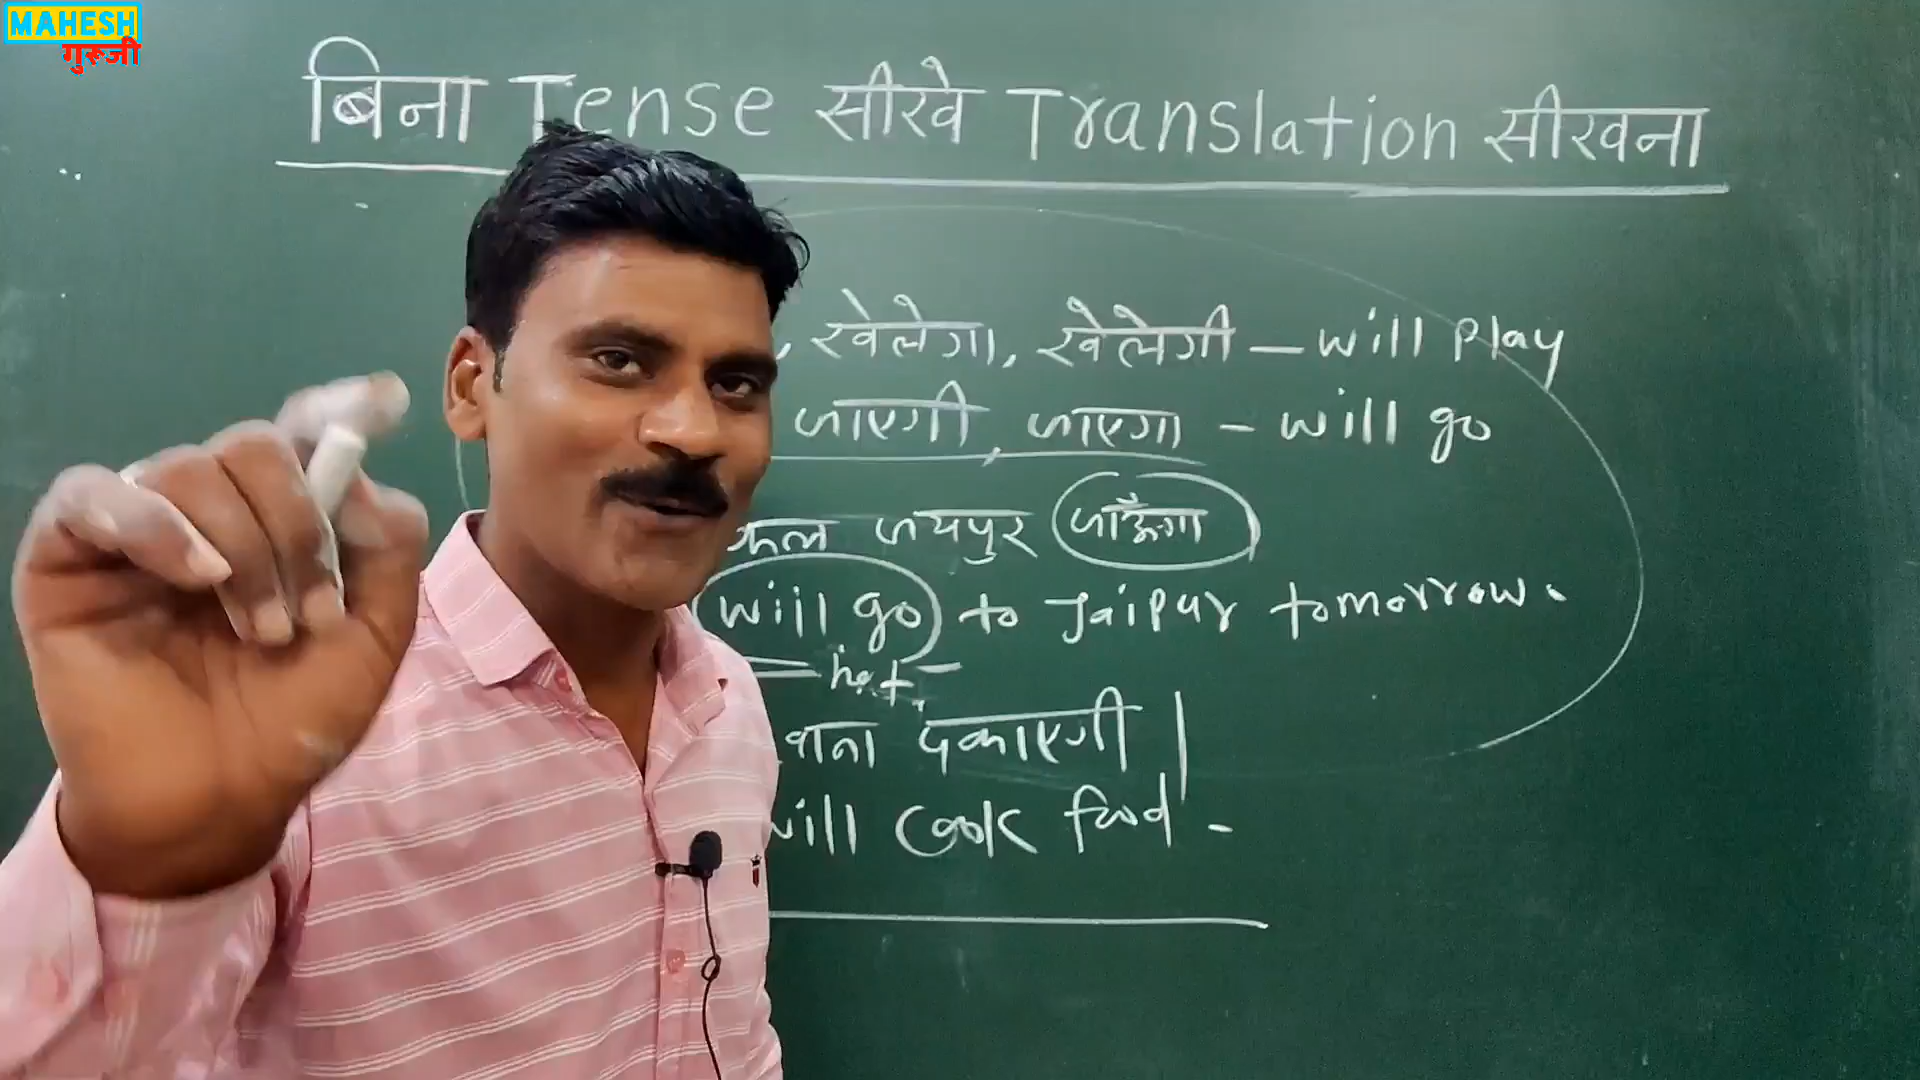 MAHESH
गुरूजी
बिना Tense सीखे Translation सीखना
, खेलेगा, खेलेगी – will play
जाएगी, जाएगा – will go
कल जयपुर जाऊँगा
will go to Jaipur tomorrow.
पकाएगी |
will cook food.